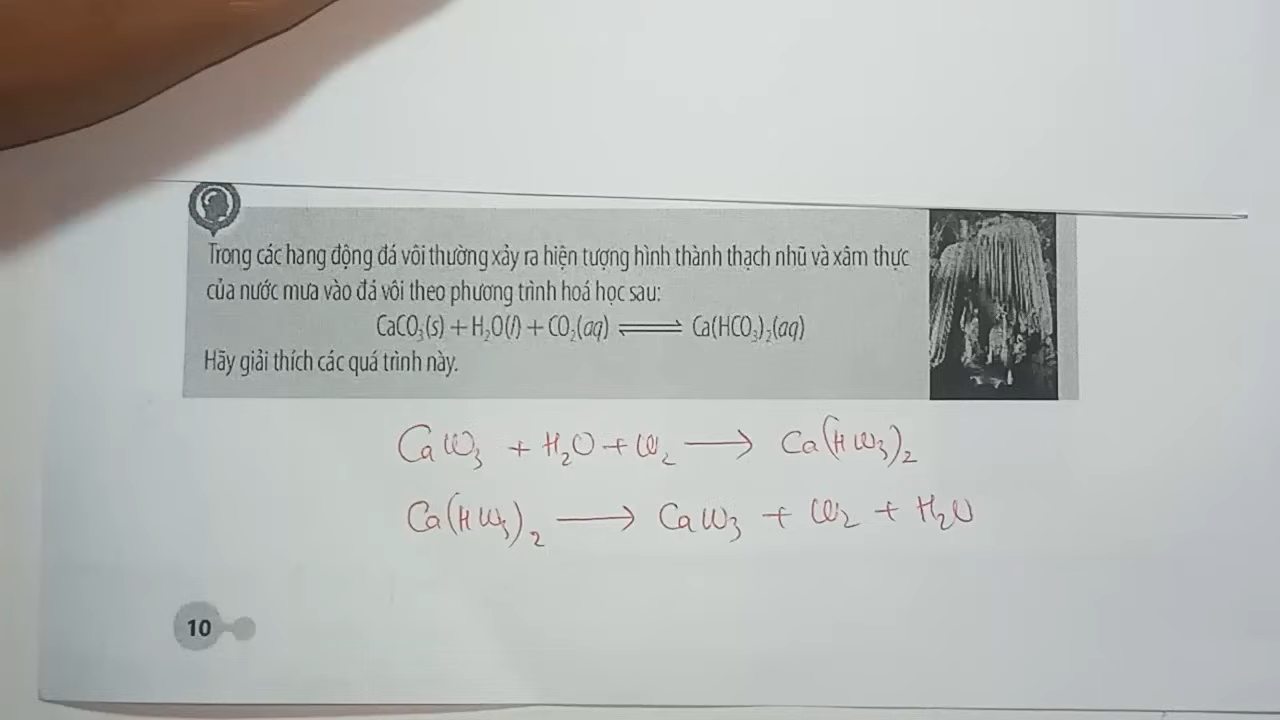 Trong các hang động đá vôi thường xảy ra hiện tượng hình thành thạch nhũ và xâm thực
của nước mưa vào đá vôi theo phương trình hoá học sau:
CaCO₃(s) + H₂O(l) + CO₂(aq) ⇌ Ca(HCO₃)₂(aq)
Hãy giải thích các quá trình này.
CaCO₃ + H₂O + CO₂ → Ca(HCO₃)₂
Ca(HCO₃)₂ → CaCO₃ + CO₂ + H₂O
10